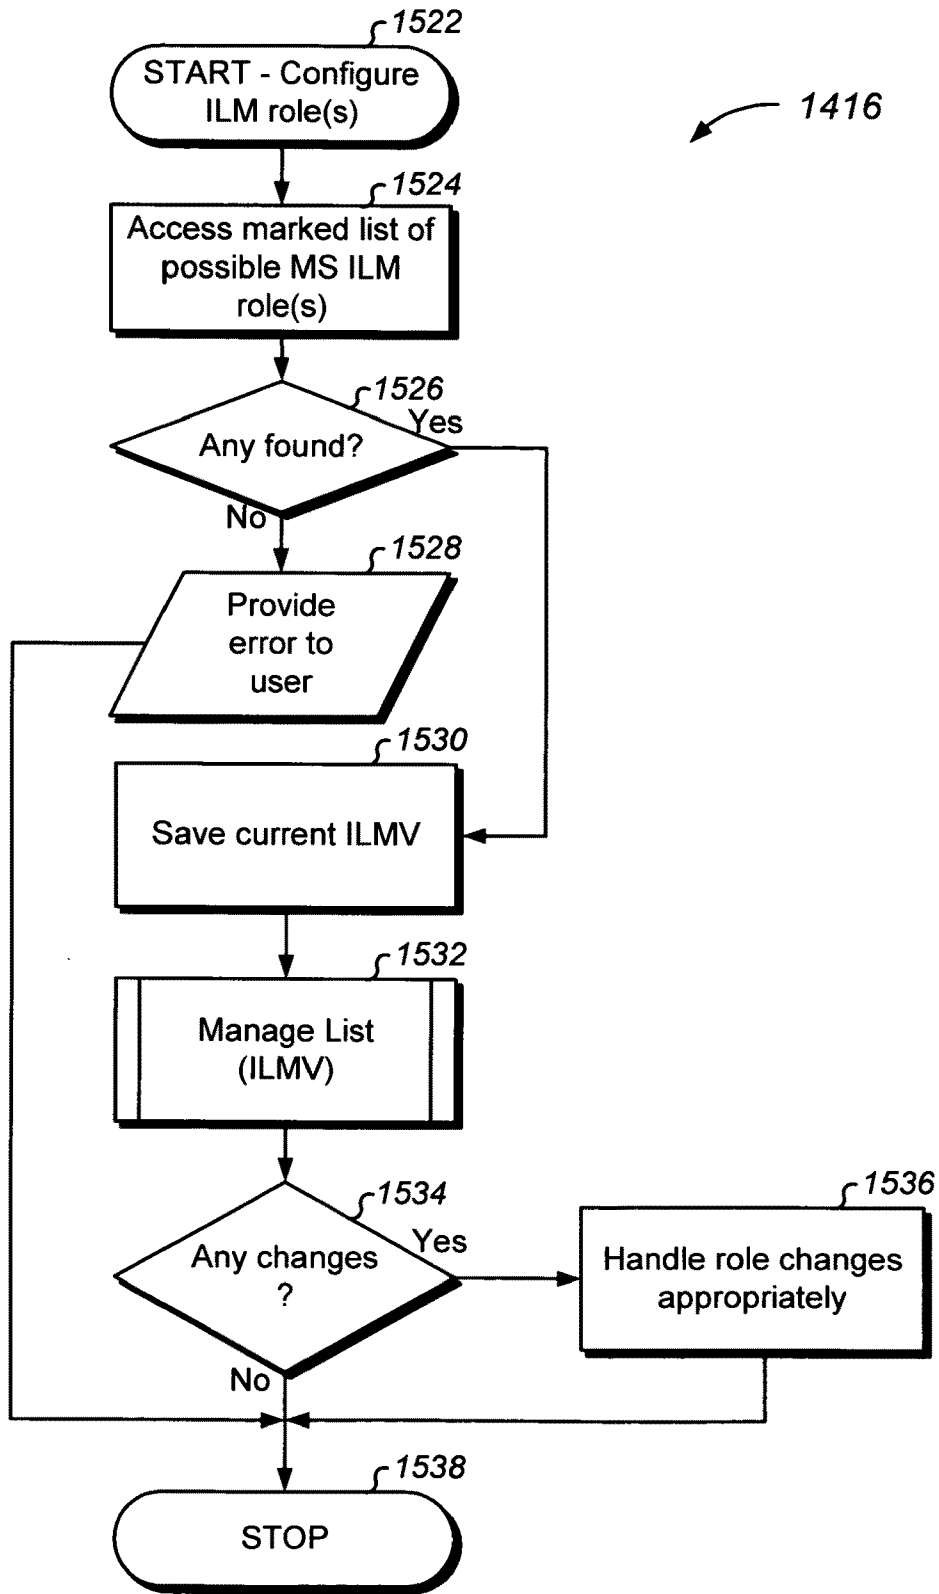 1522
START - Configure
ILM role(s)
1416
1524
Access marked list of
possible MS ILM
role(s)
1526
Yes
Any found?
No
1528
Provide
error to
user
1530
Save current ILMV
1532
Manage List
(ILMV)
1534
1536
Yes
Any changes
?
Handle role changes
appropriately
No
1538
STOP